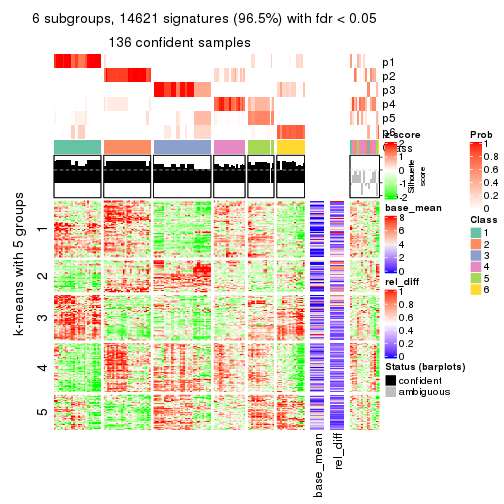 6 subgroups, 14621 signatures (96.5%) with fdr < 0.05
136 confident samples
p1
p2
p3
p4
p5
p6
Class
z-score
2
1
0
-1
-2
Silhouette
score
1
0.5
0
base_mean
8
6
4
2
0
rel_diff
1
0.8
0.6
0.4
0.2
0
Status (barplots)
confident
ambiguous
Prob
1
0.8
0.6
0.4
0.2
0
Class
1
2
3
4
5
6
k-means with 5 groups
1
2
3
4
5
base_mean
rel_diff